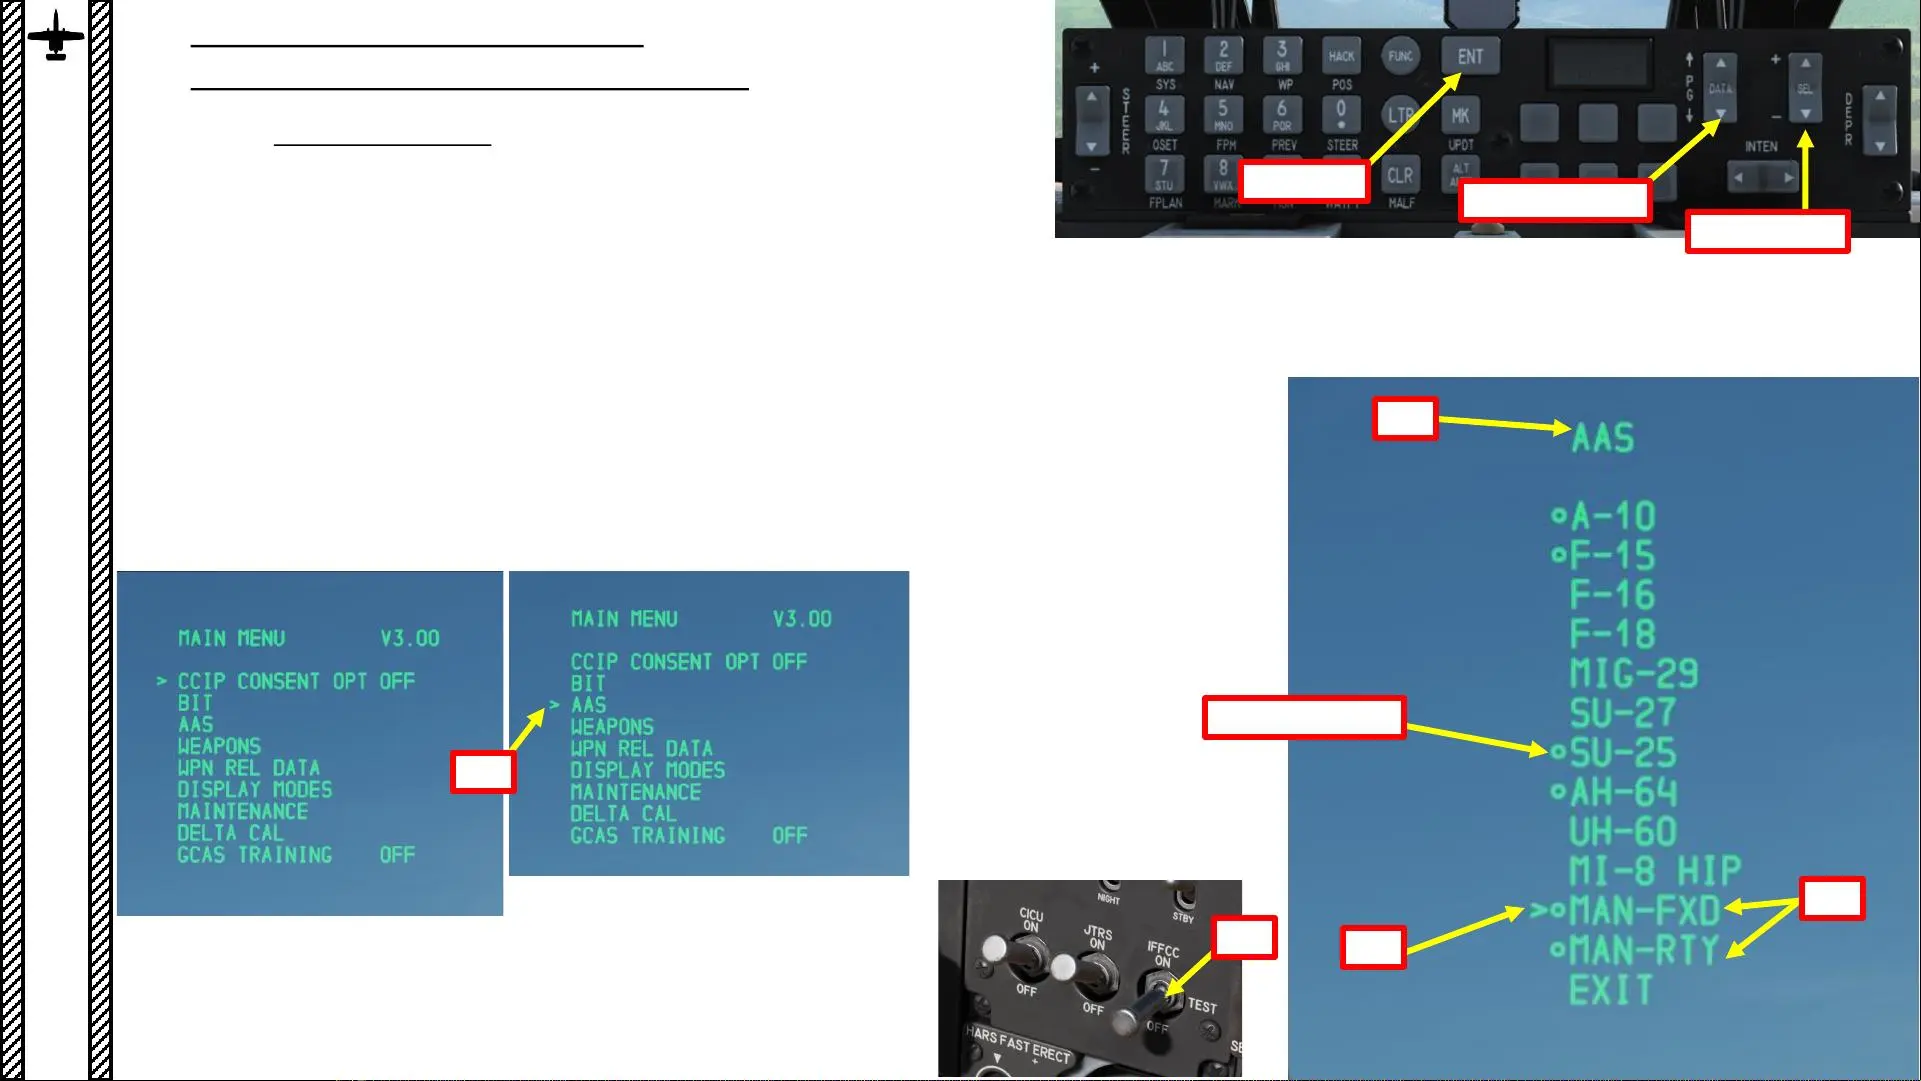 1 ABC
2 DEF
3 GHI
HACK
FUNC
ENT
SYS
NAV
WP
POS
4 JKL
5 MNO
6 PQR
0
LTR
MK
OSET
FPM
PREV
STEER
UPDT
7 STU
8 VWX
CLR
ALT
FPLAN
MARK
MALF
+
STEER
-
PG
DATA
+
SEL
-
DEPR
INTEN
AAS
A-10
F-15
F-16
F-18
MIG-29
SU-27
SU-25
AH-64
UH-60
MI-8 HIP
>MAN-FXD
MAN-RTY
EXIT
MAIN MENU V3.00
> CCIP CONSENT OPT OFF
BIT
AAS
WEAPONS
WPN REL DATA
DISPLAY MODES
MAINTENANCE
DELTA CAL
GCAS TRAINING OFF
MAIN MENU V3.00
CCIP CONSENT OPT OFF
BIT
> AAS
WEAPONS
WPN REL DATA
DISPLAY MODES
MAINTENANCE
DELTA CAL
GCAS TRAINING OFF
NIGHT
STBY
CICU ON
JTRS ON
IFFCC ON
OFF
OFF
TEST
OFF
HARS FAST ERECT
+